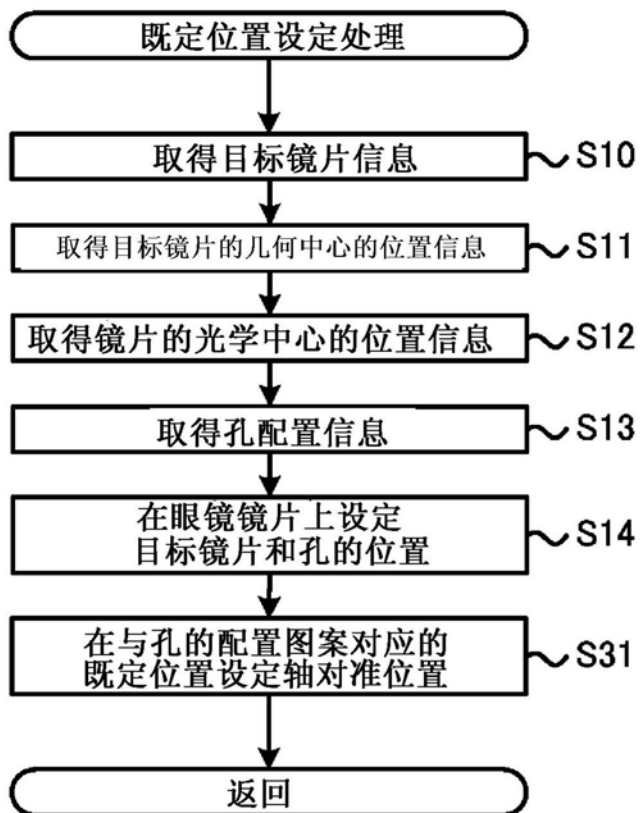 既定位置设定处理
取得目标镜片信息
S10
取得目标镜片的几何中心的位置信息
S11
取得镜片的光学中心的位置信息
S12
取得孔配置信息
S13
在眼镜镜片上设定
目标镜片和孔的位置
S14
在与孔的配置图案对应的
既定位置设定轴对准位置
S31
返回